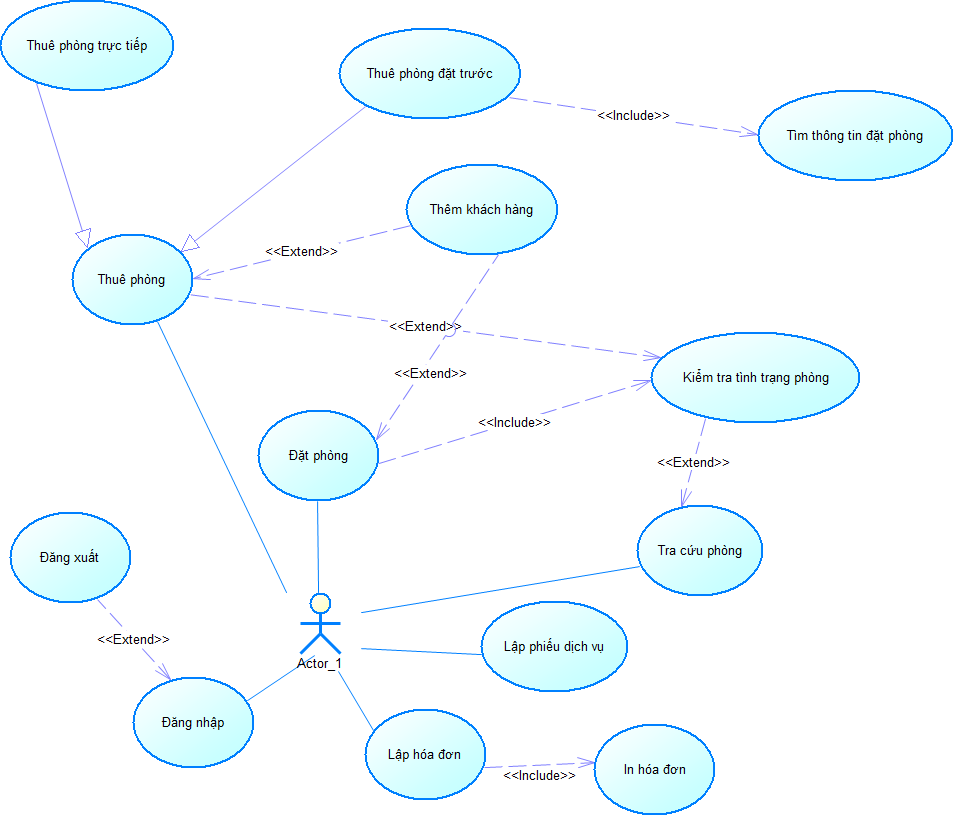 Thuê phòng trực tiếp
Thuê phòng đặt trước
<<Include>>
Tìm thông tin đặt phòng
Thêm khách hàng
<<Extend>>
Thuê phòng
<<Extend>>
<<Extend>>
Kiểm tra tình trạng phòng
<<Include>>
Đặt phòng
<<Extend>>
Đăng xuất
Tra cứu phòng
<<Extend>>
Lập phiếu dịch vụ
Actor_1
Đăng nhập
Lập hóa đơn
<<Include>>
In hóa đơn